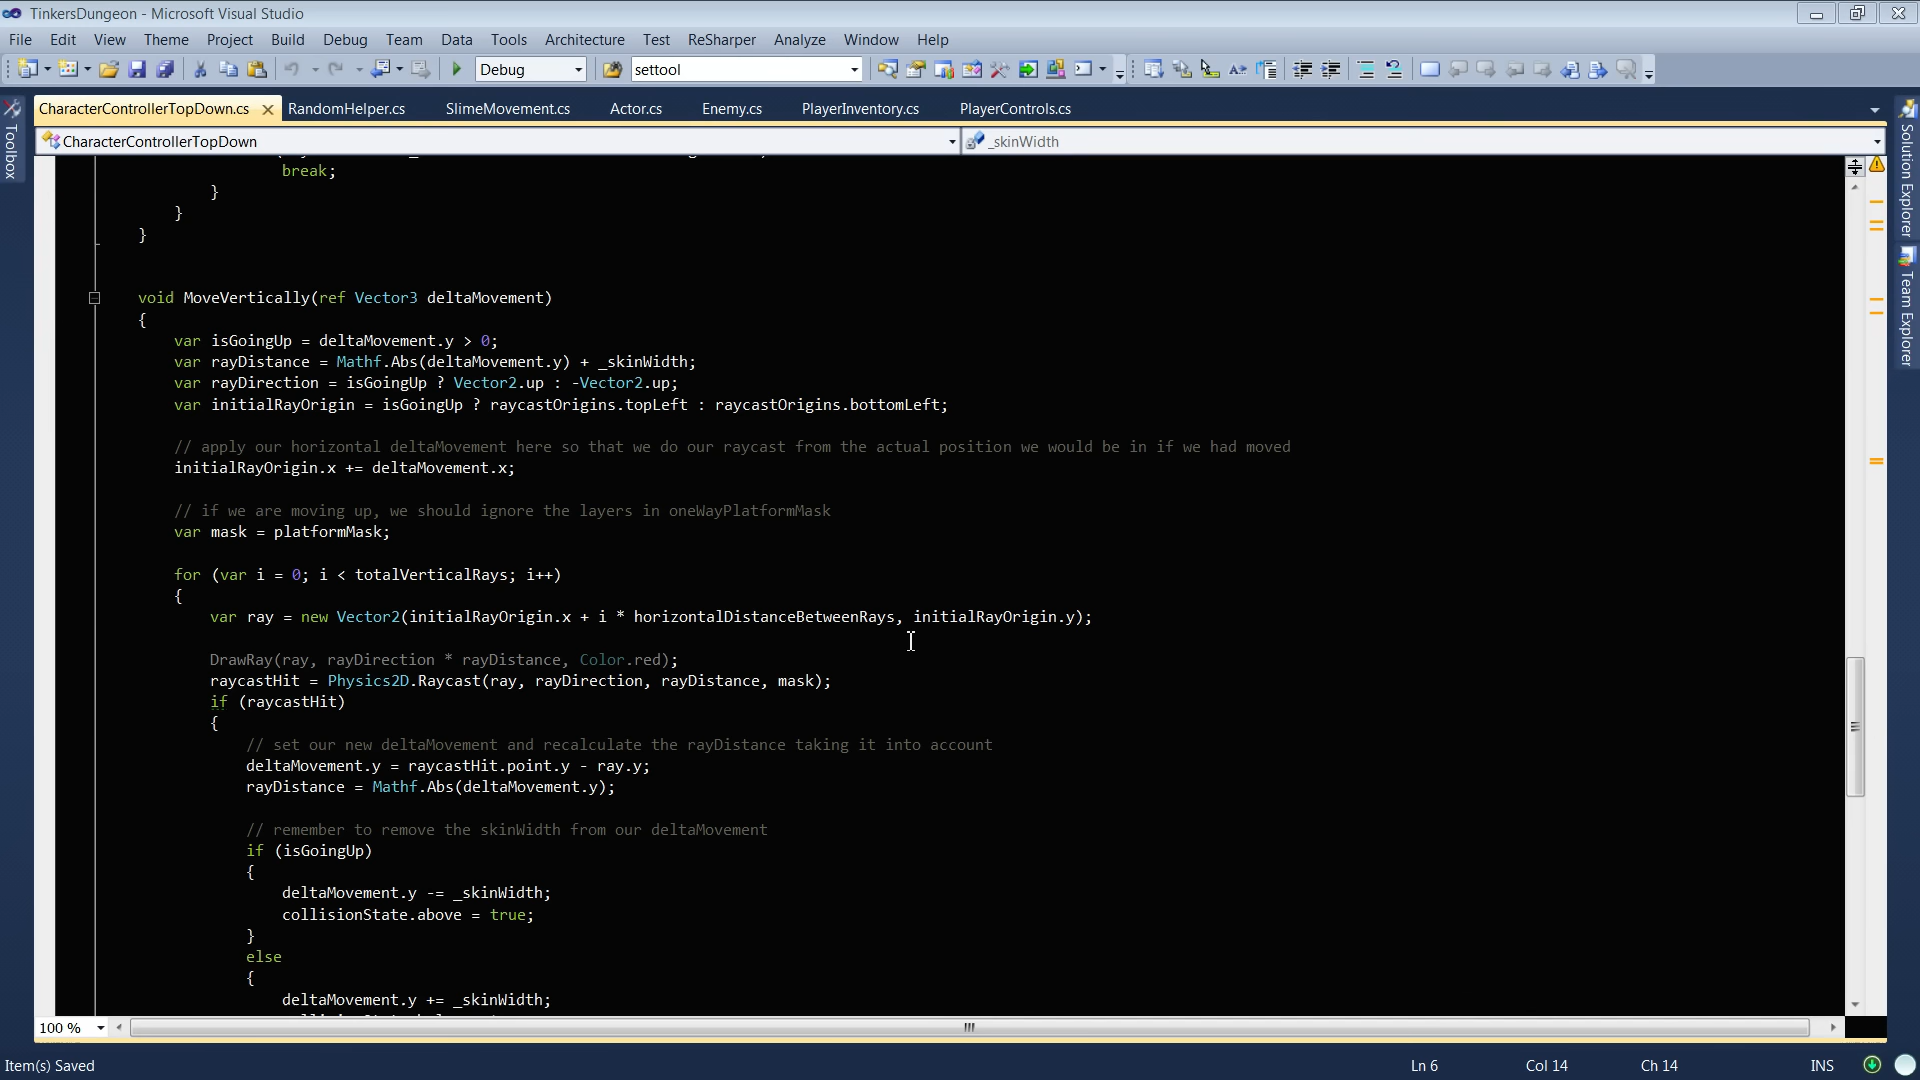 TinkersDungeon - Microsoft Visual Studio
File Edit View Theme Project Build Debug Team Data Tools Architecture Test ReSharper Analyze Window Help
Debug settool
CharacterControllerTopDown.cs RandomHelper.cs SlimeMovement.cs Actor.cs Enemy.cs PlayerInventory.cs PlayerControls.cs
CharacterControllerTopDown _skinWidth
Toolbox
Solution Explorer
Team Explorer
break;
}
}
}
void MoveVertically(ref Vector3 deltaMovement)
{
var isGoingUp = deltaMovement.y > 0;
var rayDistance = Mathf.Abs(deltaMovement.y) + _skinWidth;
var rayDirection = isGoingUp ? Vector2.up : -Vector2.up;
var initialRayOrigin = isGoingUp ? raycastOrigins.topLeft : raycastOrigins.bottomLeft;
// apply our horizontal deltaMovement here so that we do our raycast from the actual position we would be in if we had moved
initialRayOrigin.x += deltaMovement.x;
// if we are moving up, we should ignore the layers in oneWayPlatformMask
var mask = platformMask;
for (var i = 0; i < totalVerticalRays; i++)
{
var ray = new Vector2(initialRayOrigin.x + i * horizontalDistanceBetweenRays, initialRayOrigin.y);
DrawRay(ray, rayDirection * rayDistance, Color.red);
raycastHit = Physics2D.Raycast(ray, rayDirection, rayDistance, mask);
if (raycastHit)
{
// set our new deltaMovement and recalculate the rayDistance taking it into account
deltaMovement.y = raycastHit.point.y - ray.y;
rayDistance = Mathf.Abs(deltaMovement.y);
// remember to remove the skinWidth from our deltaMovement
if (isGoingUp)
{
deltaMovement.y -= _skinWidth;
collisionState.above = true;
}
else
{
deltaMovement.y += _skinWidth;
100 %
Item(s) Saved Ln 6 Col 14 Ch 14 INS